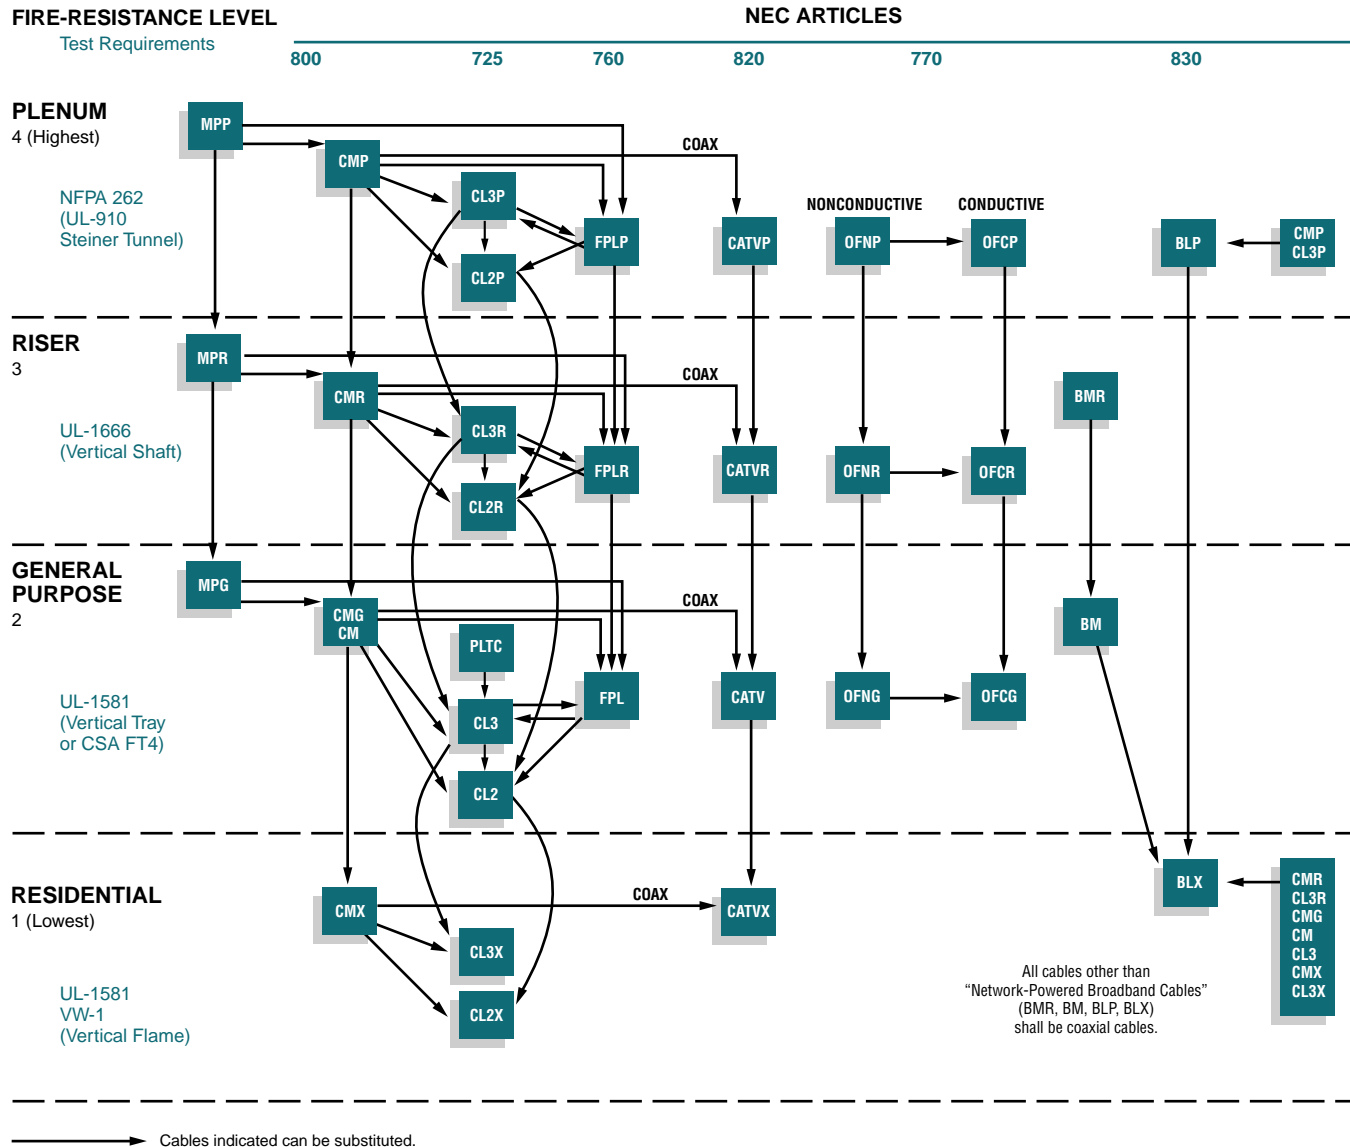 FIRE-RESISTANCE LEVEL
Test Requirements
NEC ARTICLES
800
725
760
820
770
830
PLENUM
4 (Highest)
NFPA 262
(UL-910
Steiner Tunnel)
MPP
CMP
COAX
CL3P
CL2P
FPLP
CATVP
NONCONDUCTIVE
OFNP
CONDUCTIVE
OFCP
BLP
CMP
CL3P
RISER
3
UL-1666
(Vertical Shaft)
MPR
CMR
COAX
CL3R
CL2R
FPLR
CATVR
OFNR
OFCR
BMR
GENERAL
PURPOSE
2
UL-1581
(Vertical Tray
or CSA FT4)
MPG
CMG
CM
COAX
PLTC
CL3
CL2
FPL
CATV
OFNG
OFCG
BM
RESIDENTIAL
1 (Lowest)
UL-1581
VW-1
(Vertical Flame)
CMX
COAX
CL3X
CL2X
CATVX
BLX
CMR
CL3R
CMG
CM
CL3
CMX
CL3X
All cables other than
“Network-Powered Broadband Cables”
(BMR, BM, BLP, BLX)
shall be coaxial cables.
Cables indicated can be substituted.